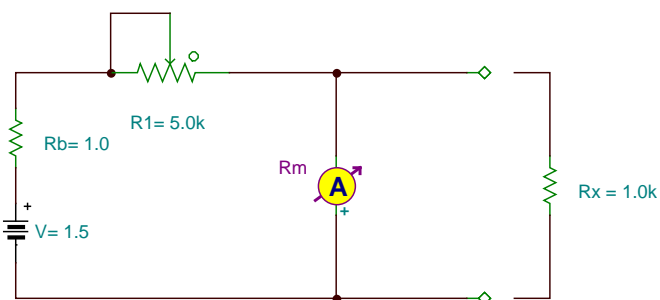 R1= 5.0k
Rb= 1.0
Rm
A
+
Rx = 1.0k
+
V= 1.5